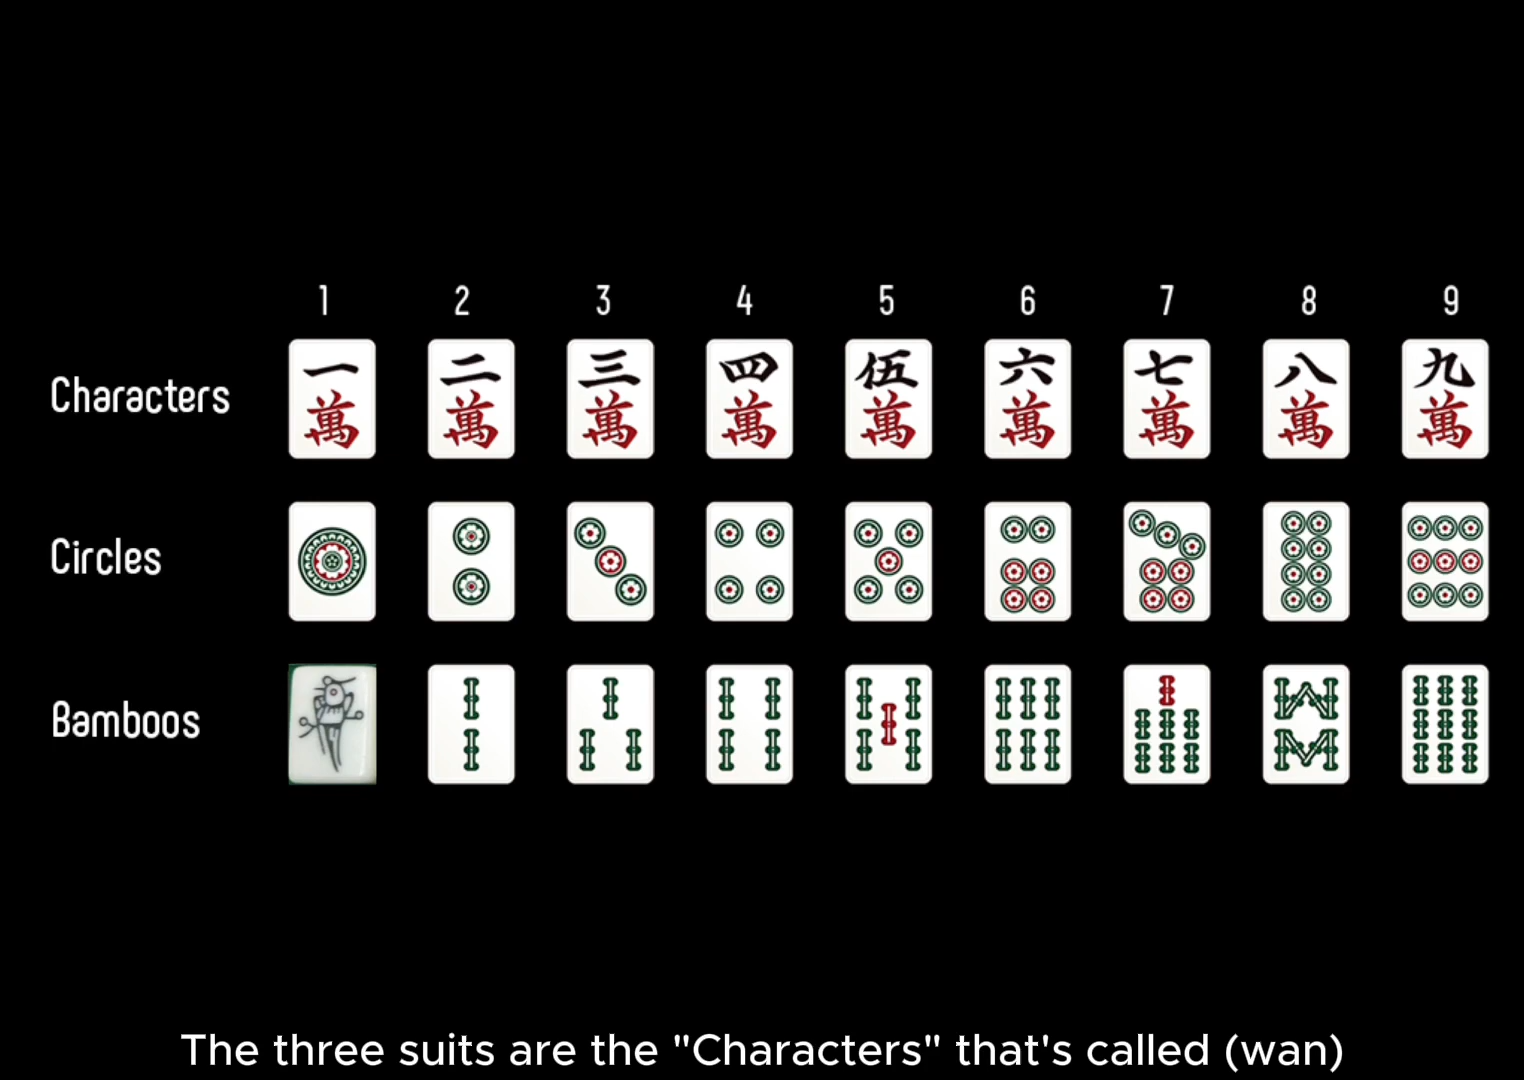 1 2 3 4 5 6 7 8 9
Characters
一 二 三 四 伍 六 七 八 九
萬 萬 萬 萬 萬 萬 萬 萬 萬
Circles
Bamboos
The three suits are the "Characters" that's called (wan)